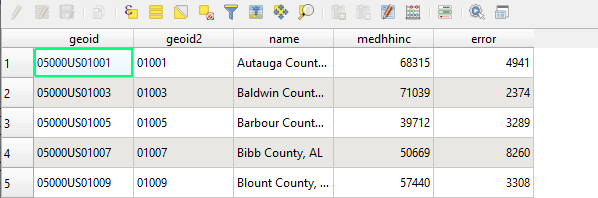 geoid geoid2 name medhhinc error
1 05000US01001 01001 Autauga Count... 68315 4941
2 05000US01003 01003 Baldwin Count... 71039 2374
3 05000US01005 01005 Barbour Count... 39712 3289
4 05000US01007 01007 Bibb County, AL 50669 8260
5 05000US01009 01009 Blount County, ... 57440 3308